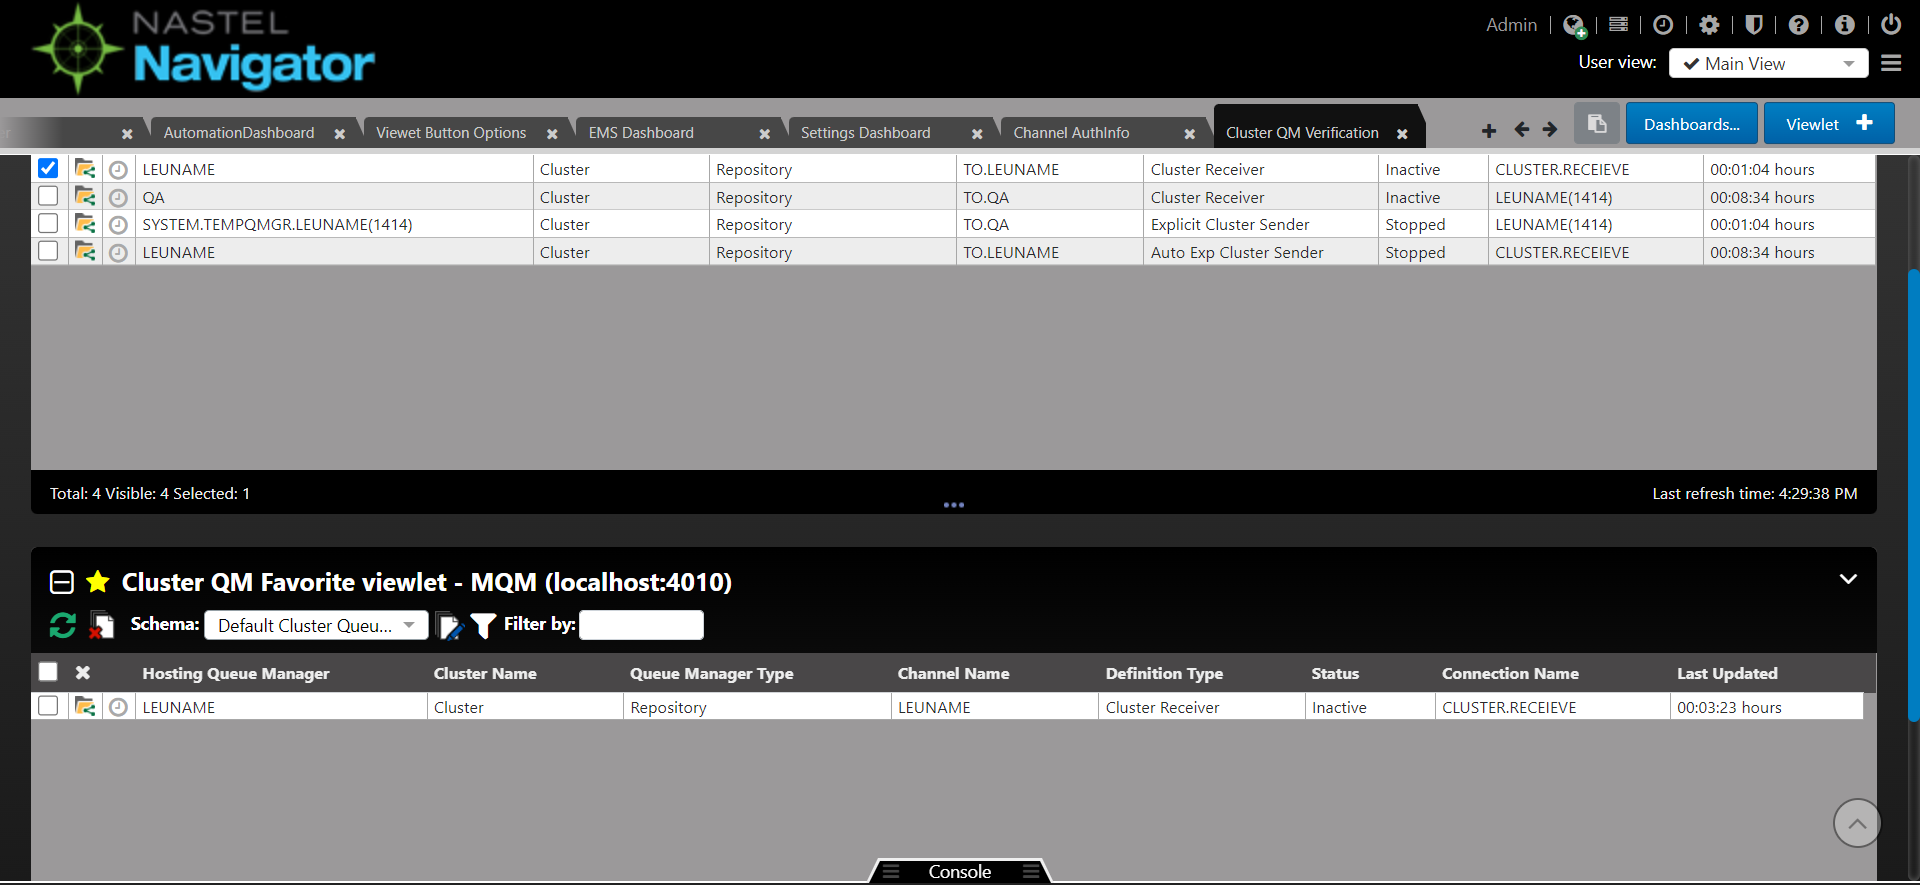 NASTEL
Navigator
Admin
User view: Main View
AutomationDashboard
Viewet Button Options
EMS Dashboard
Settings Dashboard
Channel AuthInfo
Cluster QM Verification
Dashboards...
Viewlet
LEUNAME Cluster Repository TO.LEUNAME Cluster Receiver Inactive CLUSTER.RECEIEVE 00:01:04 hours
QA Cluster Repository TO.QA Cluster Receiver Inactive LEUNAME(1414) 00:08:34 hours
SYSTEM.TEMPQMGR.LEUNAME(1414) Cluster Repository TO.QA Explicit Cluster Sender Stopped LEUNAME(1414) 00:01:04 hours
LEUNAME Cluster Repository TO.LEUNAME Auto Exp Cluster Sender Stopped CLUSTER.RECEIEVE 00:08:34 hours
Total: 4 Visible: 4 Selected: 1
Last refresh time: 4:29:38 PM
Cluster QM Favorite viewlet - MQM (localhost:4010)
Schema: Default Cluster Queu... Filter by:
Hosting Queue Manager Cluster Name Queue Manager Type Channel Name Definition Type Status Connection Name Last Updated
LEUNAME Cluster Repository LEUNAME Cluster Receiver Inactive CLUSTER.RECEIEVE 00:03:23 hours
Console